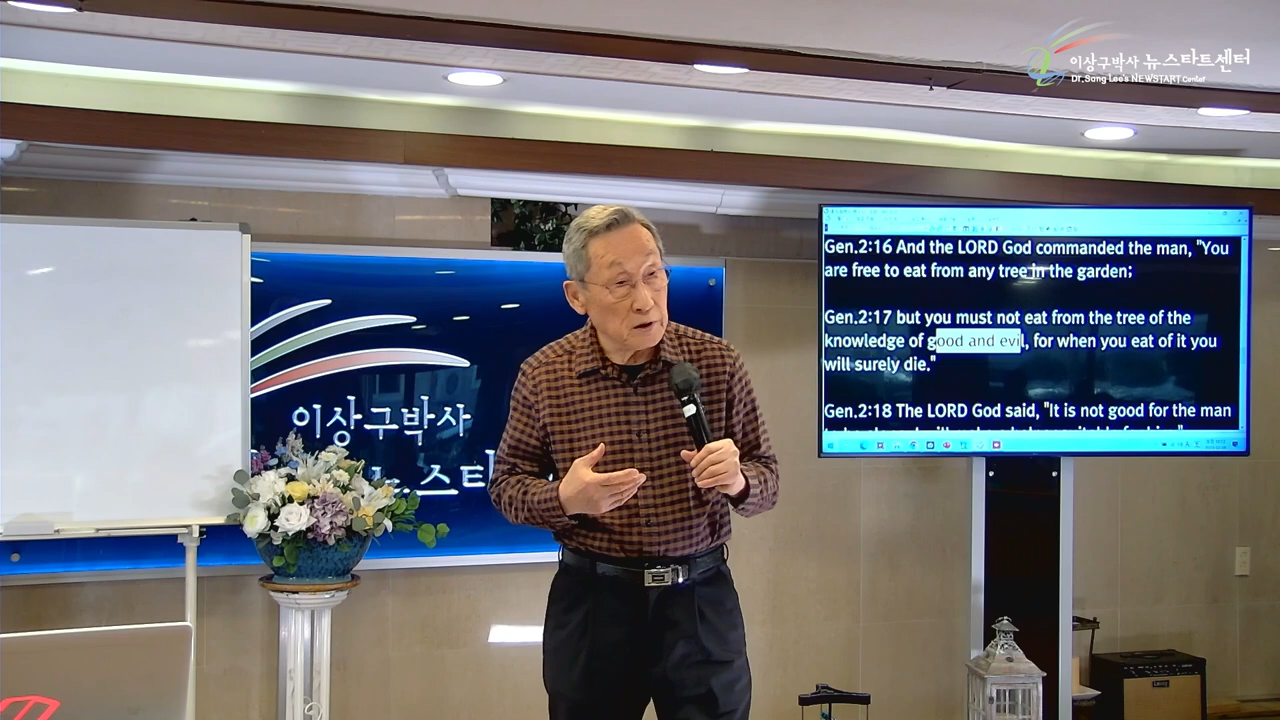 이상구박사 뉴스타트센터
Dr. Sang Lee's NEWSTART Center
이상구박사
뉴스타
Gen.2:16 And the LORD God commanded the man, "You
are free to eat from any tree in the garden;
Gen.2:17 but you must not eat from the tree of the
knowledge of good and evil, for when you eat of it you
will surely die."
Gen.2:18 The LORD God said, "It is not good for the man